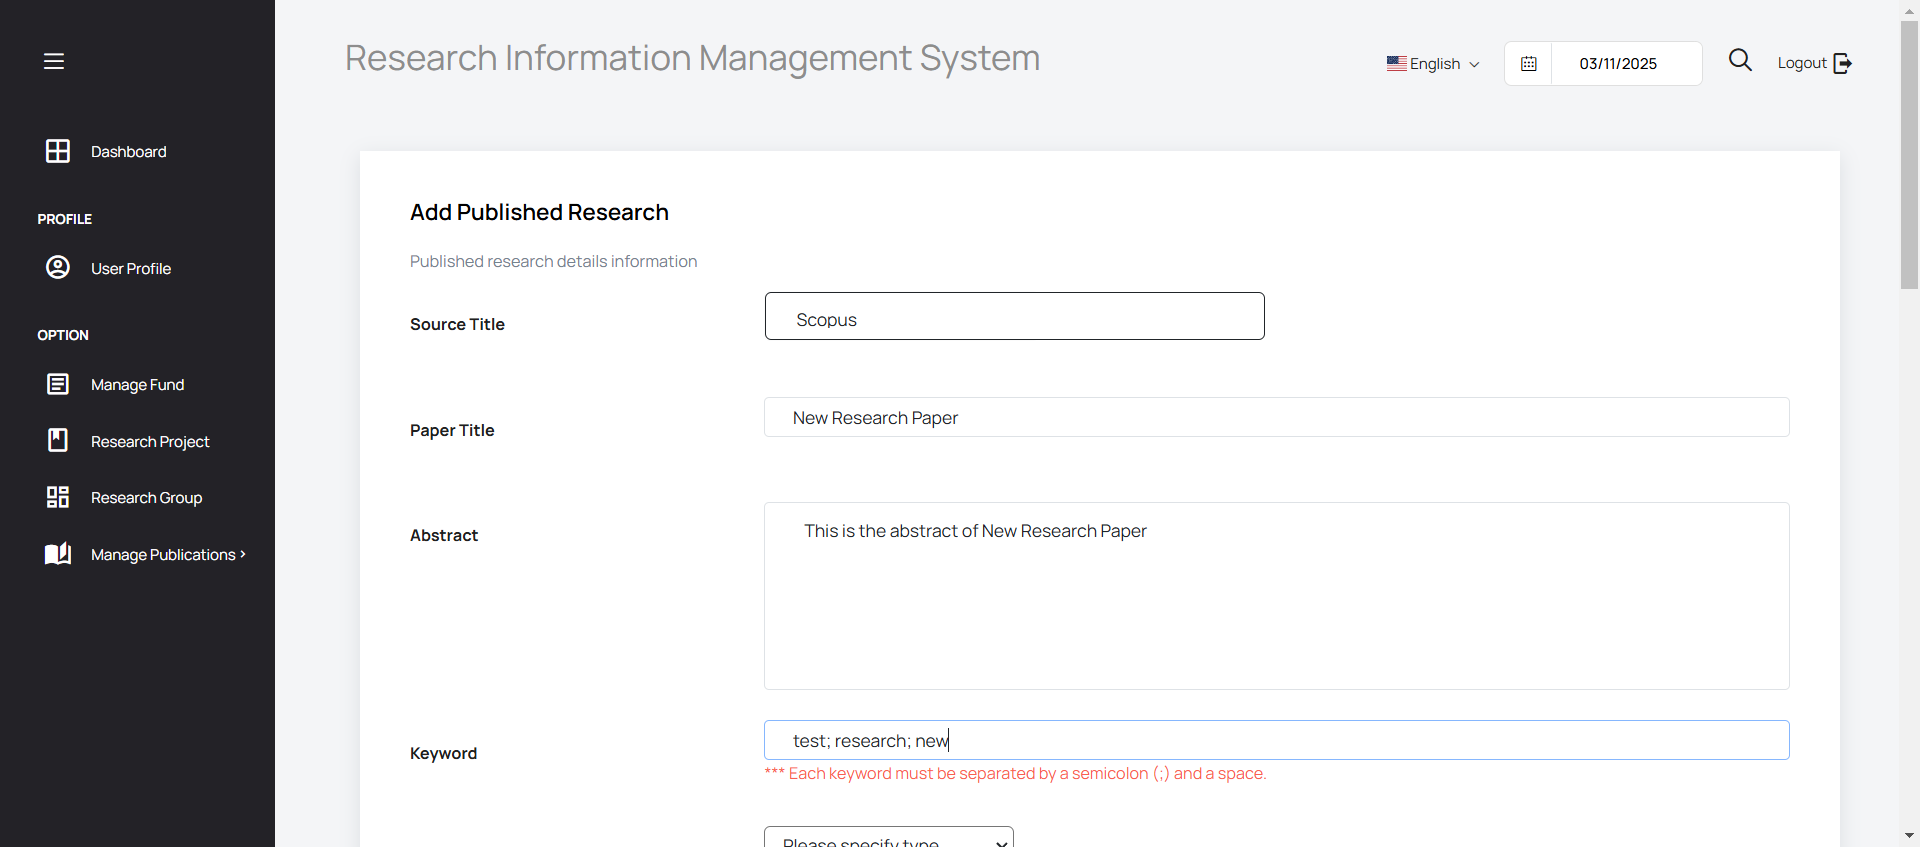 Research Information Management System
English
03/11/2025
Logout
Dashboard
PROFILE
User Profile
OPTION
Manage Fund
Research Project
Research Group
Manage Publications ›
Add Published Research
Published research details information
Source Title
Scopus
Paper Title
New Research Paper
Abstract
This is the abstract of New Research Paper
Keyword
test; research; new
*** Each keyword must be separated by a semicolon (;) and a space.
Please specify type